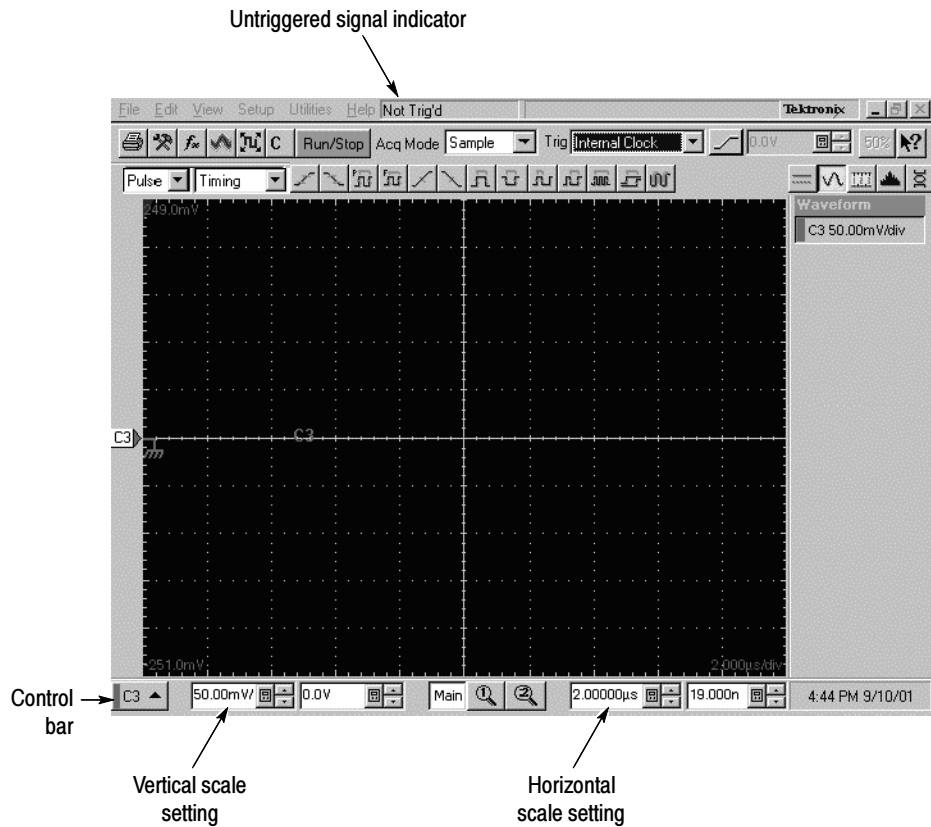 Untriggered signal indicator
File Edit View Setup Utilities Help Not Trig'd Tektronix
C Run/Stop Acq Mode Sample Trig Internal Clock 0.0V 50%
Pulse Timing
249.0mV
Waveform
C3 50.00mV/div
C3 C3
-251.0mV 2.000µs/div
C3 50.00mV/ 0.0V Main 1 2 2.00000µs 19.000n 4:44 PM 9/10/01
Control
bar
Vertical scale
setting
Horizontal
scale setting